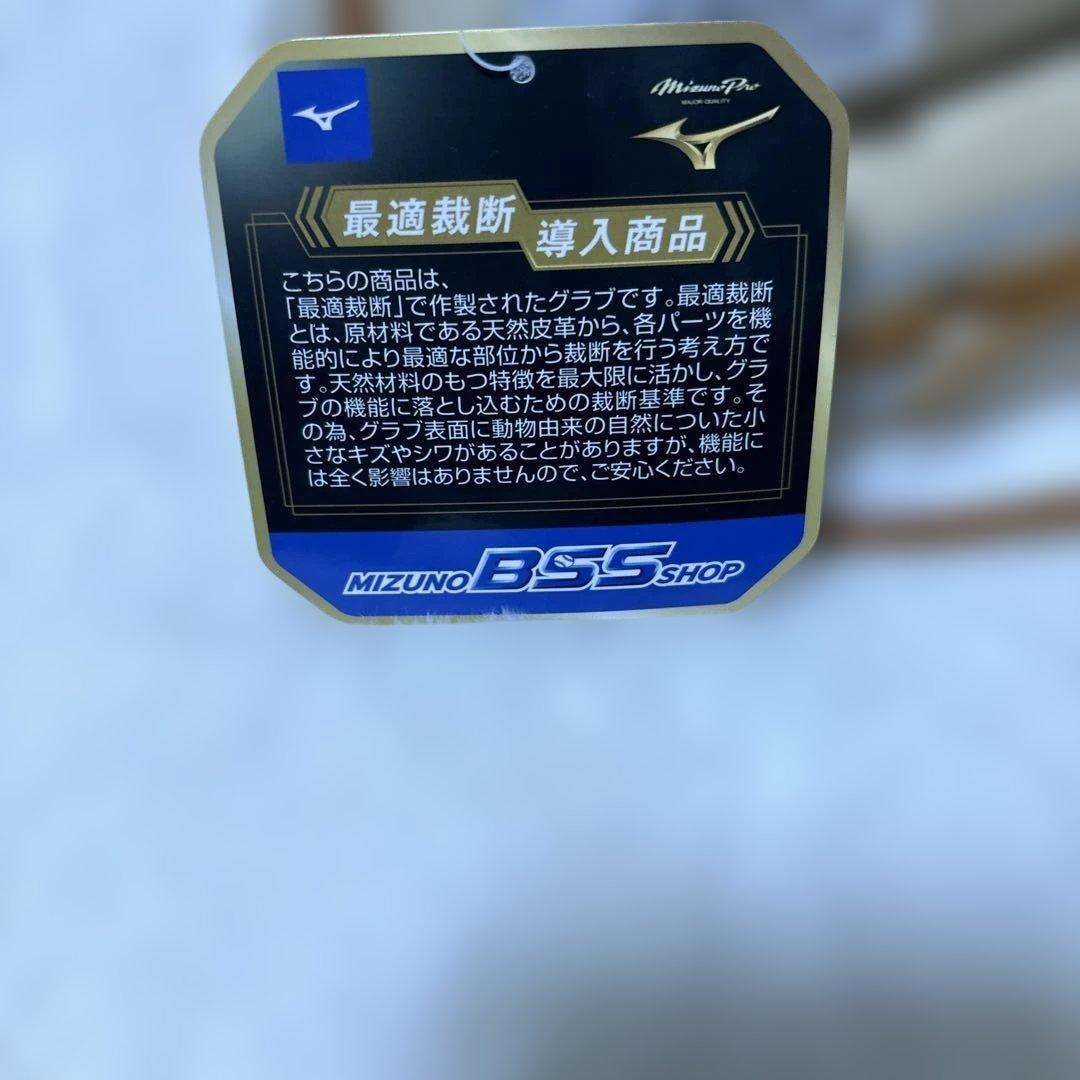 Mizuno Pro
MAJOR QUALITY
最適裁断
導入商品
こちらの商品は、
「最適裁断」で作製されたグラブです。最適裁断
とは、原材料である天然皮革から、各パーツを機
能的により最適な部位から裁断を行う考え方で
す。天然材料のもつ特徴を最大限に活かし、グラ
ブの機能に落とし込むための裁断基準です。そ
の為、グラブ表面に動物由来の自然についた小
さなキズやシワがあることがありますが、機能に
は全く影響はありませんので、ご安心ください。
MIZUNO BSS SHOP